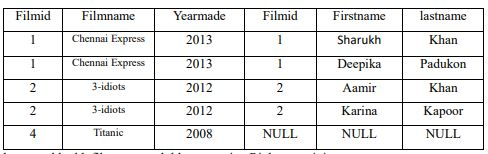 Filmid Filmname Yearmade Filmid Firstname lastname
1 Chennai Express 2013 1 Sharukh Khan
1 Chennai Express 2013 1 Deepika Padukon
2 3-idiots 2012 2 Aamir Khan
2 3-idiots 2012 2 Karina Kapoor
4 Titanic 2008 NULL NULL NULL